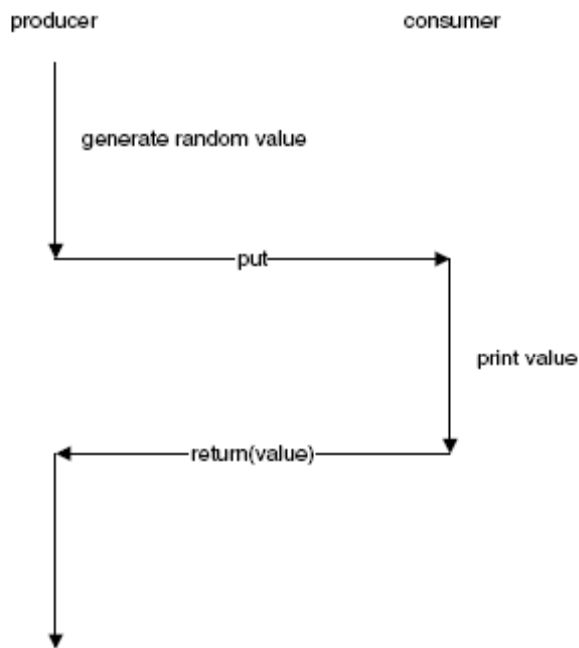 producer
consumer
generate random value
put
print value
return(value)